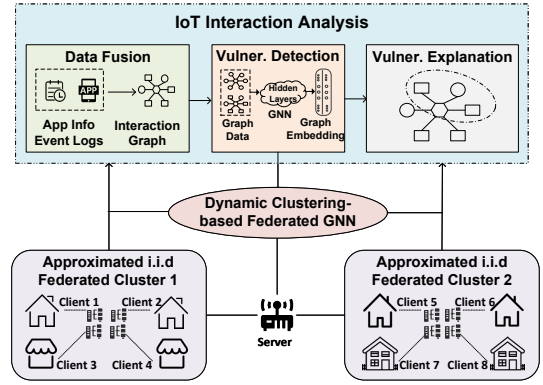 IoT Interaction Analysis
Data Fusion
APP
App Info
Event Logs
Interaction
Graph
Vulner. Detection
Hidden
Layers
GNN
Graph
Data
Graph
Embedding
Vulner. Explanation
Dynamic Clustering-
based Federated GNN
Approximated i.i.d
Federated Cluster 1
Client 1
Client 2
Client 3
Client 4
Server
Approximated i.i.d
Federated Cluster 2
Client 5
Client 6
Client 7
Client 8